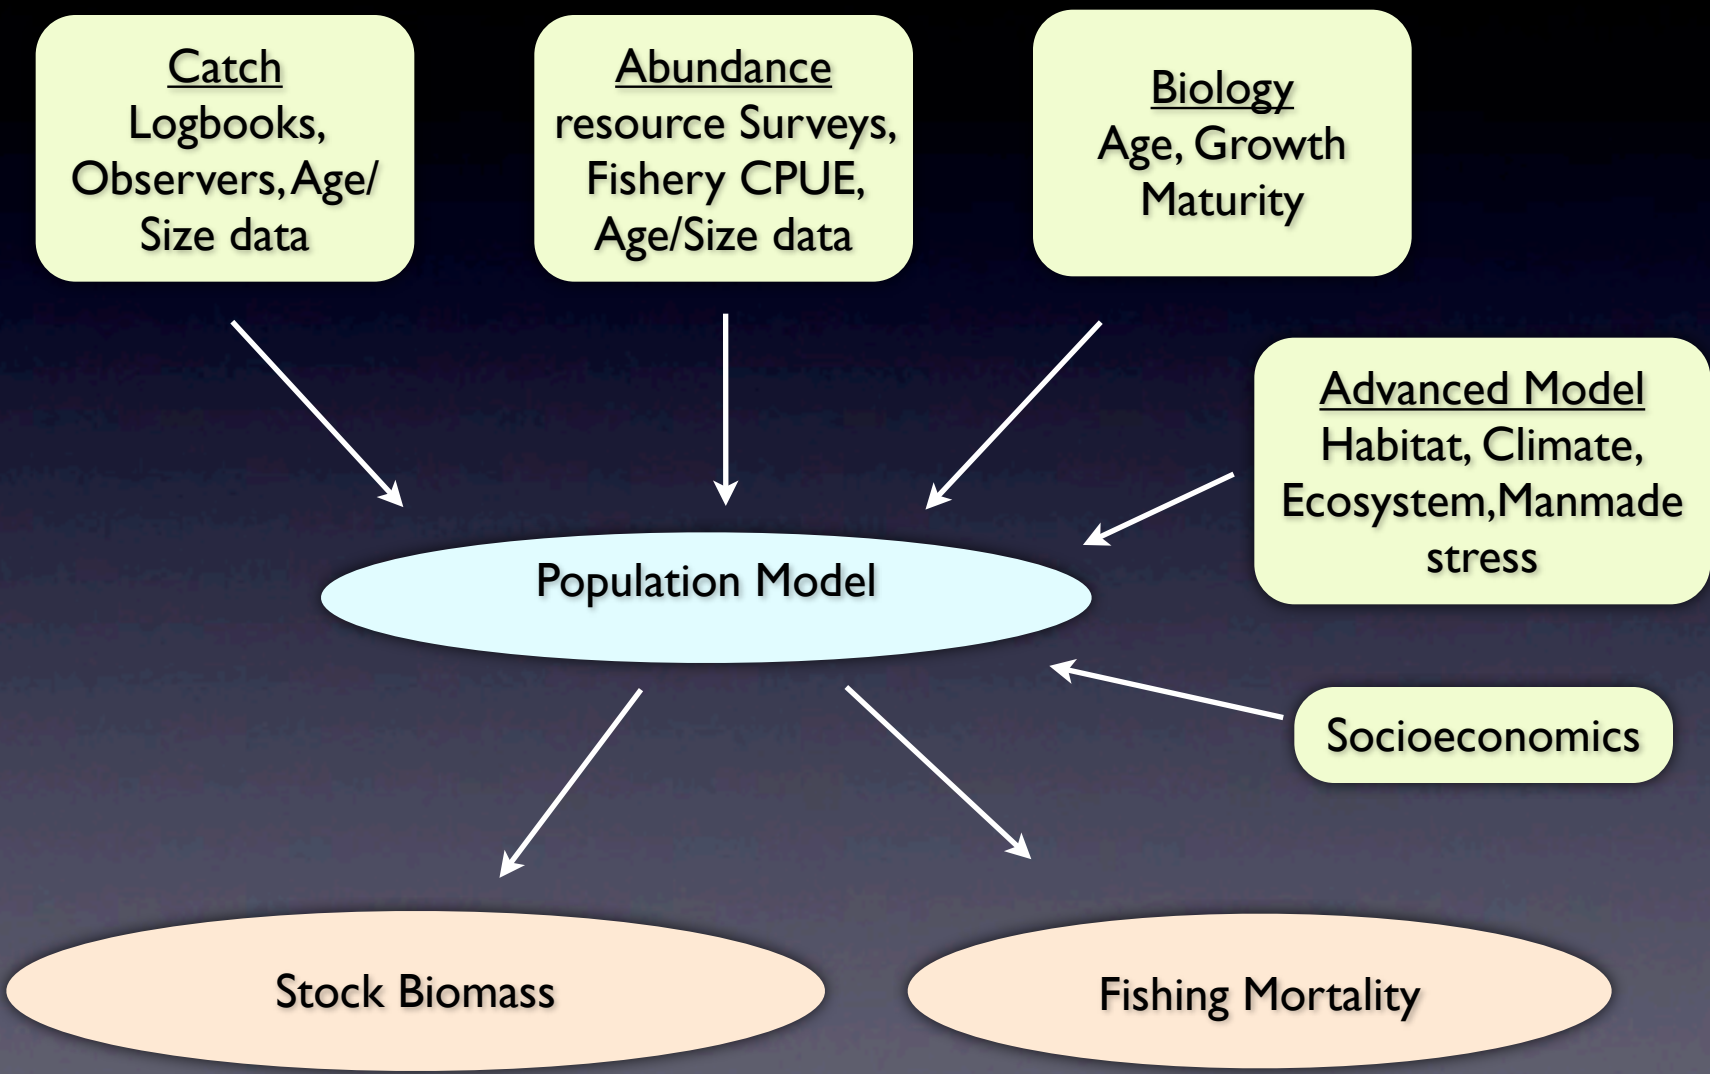 Catch
Logbooks,
Observers, Age/
Size data
Abundance
resource Surveys,
Fishery CPUE,
Age/Size data
Biology
Age, Growth
Maturity
Advanced Model
Habitat, Climate,
Ecosystem,Manmade
stress
Population Model
Socioeconomics
Stock Biomass
Fishing Mortality